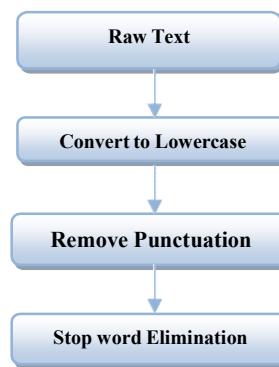 Raw Text
Convert to Lowercase
Remove Punctuation
Stop word Elimination